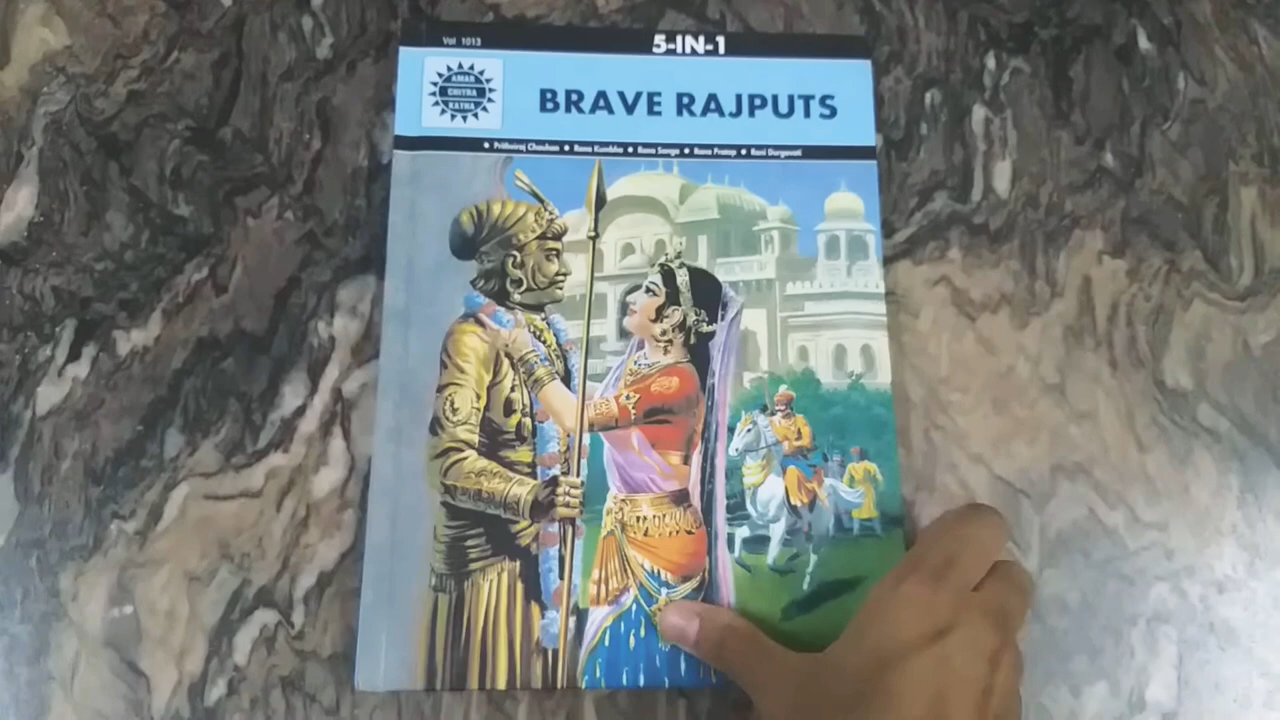 Vol 1013
5-IN-1
AMAR
CHITRA
KATHA
BRAVE RAJPUTS
• Prithviraj Chauhan • Rana Kumbha • Rana Sanga • Rana Pratap • Rani Durgavati